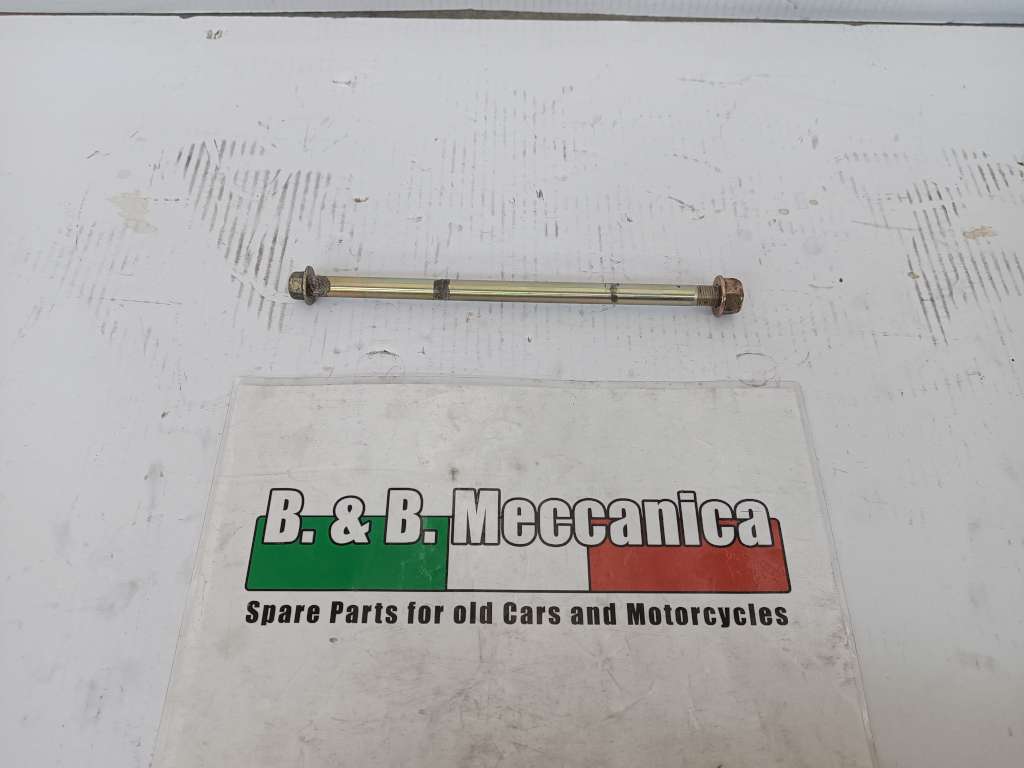 B. & B. Meccanica
Spare Parts for old Cars and Motorcycles